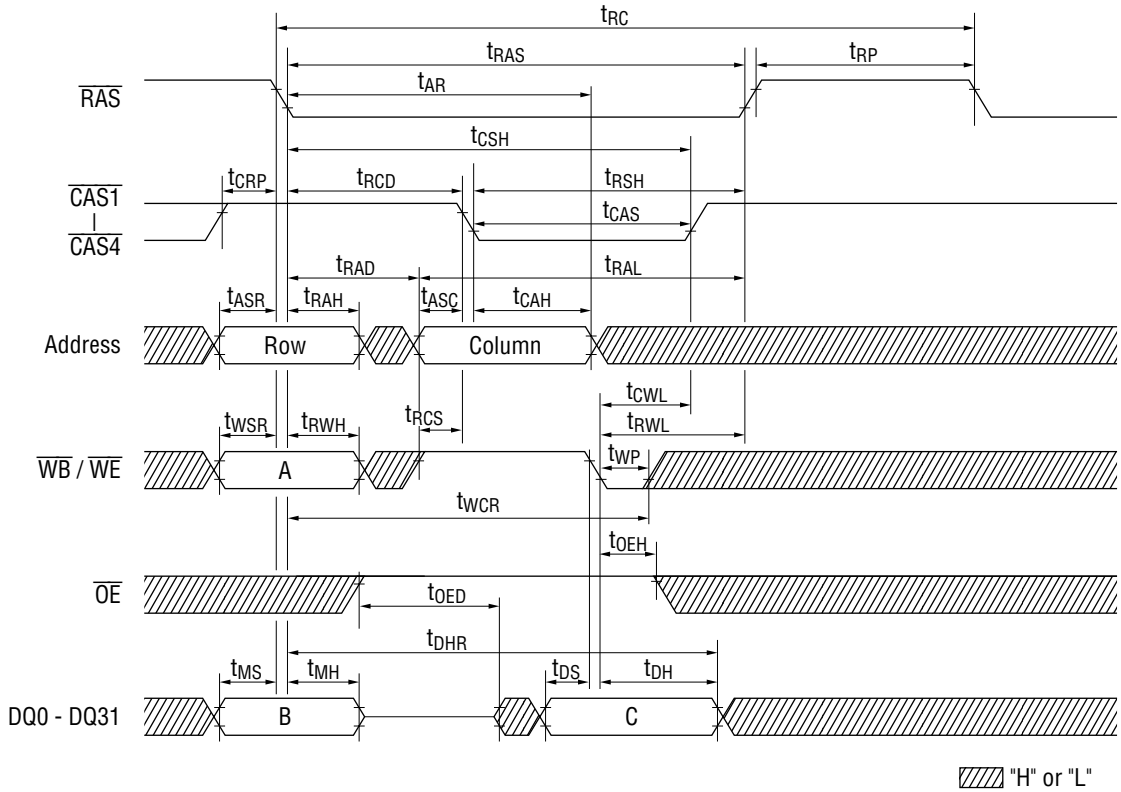 tRC
tRAS
tRP
tAR
RAS
tCSH
tCRP
tRCD
tRSH
CAS1
|
CAS4
tCAS
tRAD
tRAL
tASR
tRAH
tASC
tCAH
Address
Row
Column
tCWL
tWSR
tRWH
tRCS
tRWL
tWP
WB / WE
A
tWCR
tOEH
OE
tOED
tDHR
tMS
tMH
tDS
tDH
DQ0 - DQ31
B
C
"H" or "L"